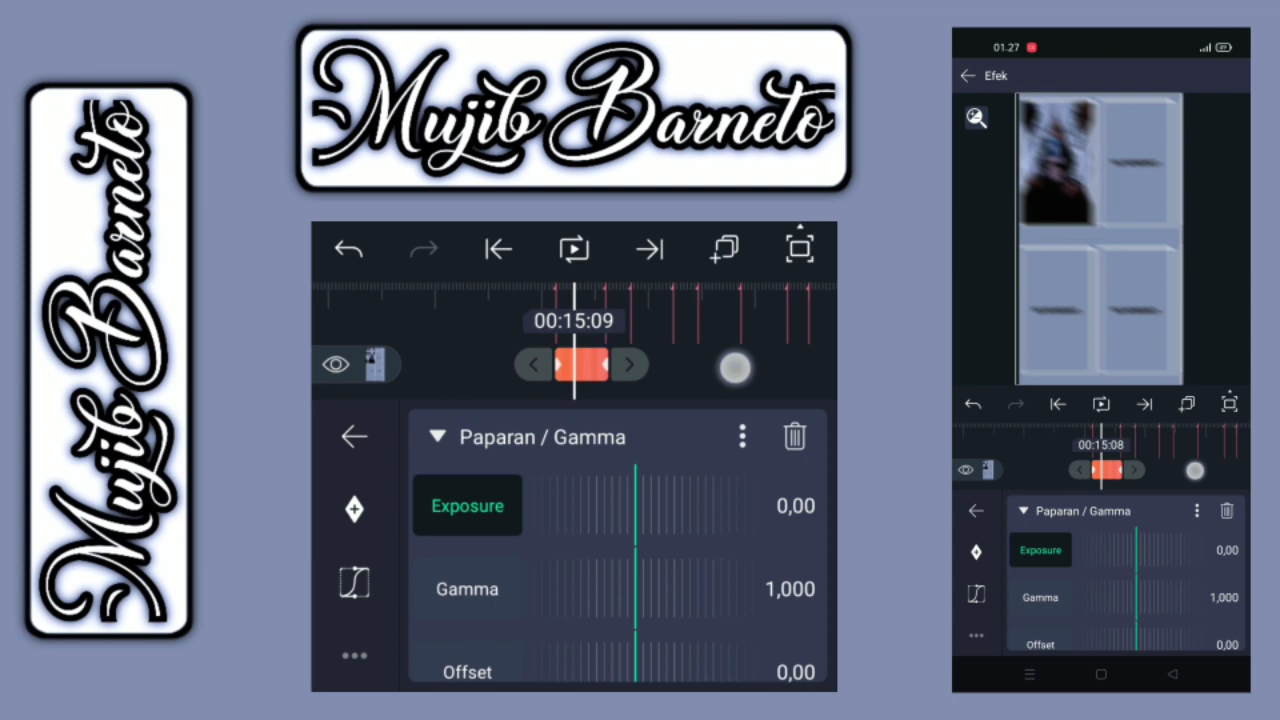 Mujib Barneto
Mujib Barneto
00:15:09
Paparan / Gamma
Exposure
0,00
Gamma
1,000
Offset
0,00
01.27
Efek
00:15:08
Paparan / Gamma
Exposure
0,00
Gamma
1,000
Offset
0,00